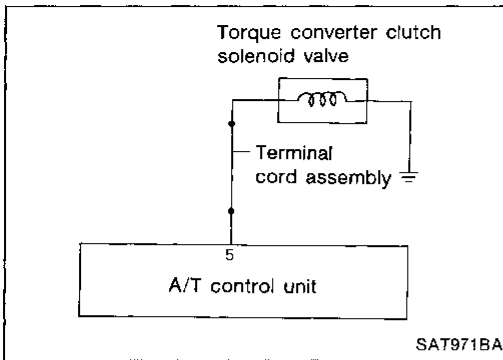 Torque converter clutch
solenoid valve
Terminal
cord assembly
5
A/T control unit
SAT971BA